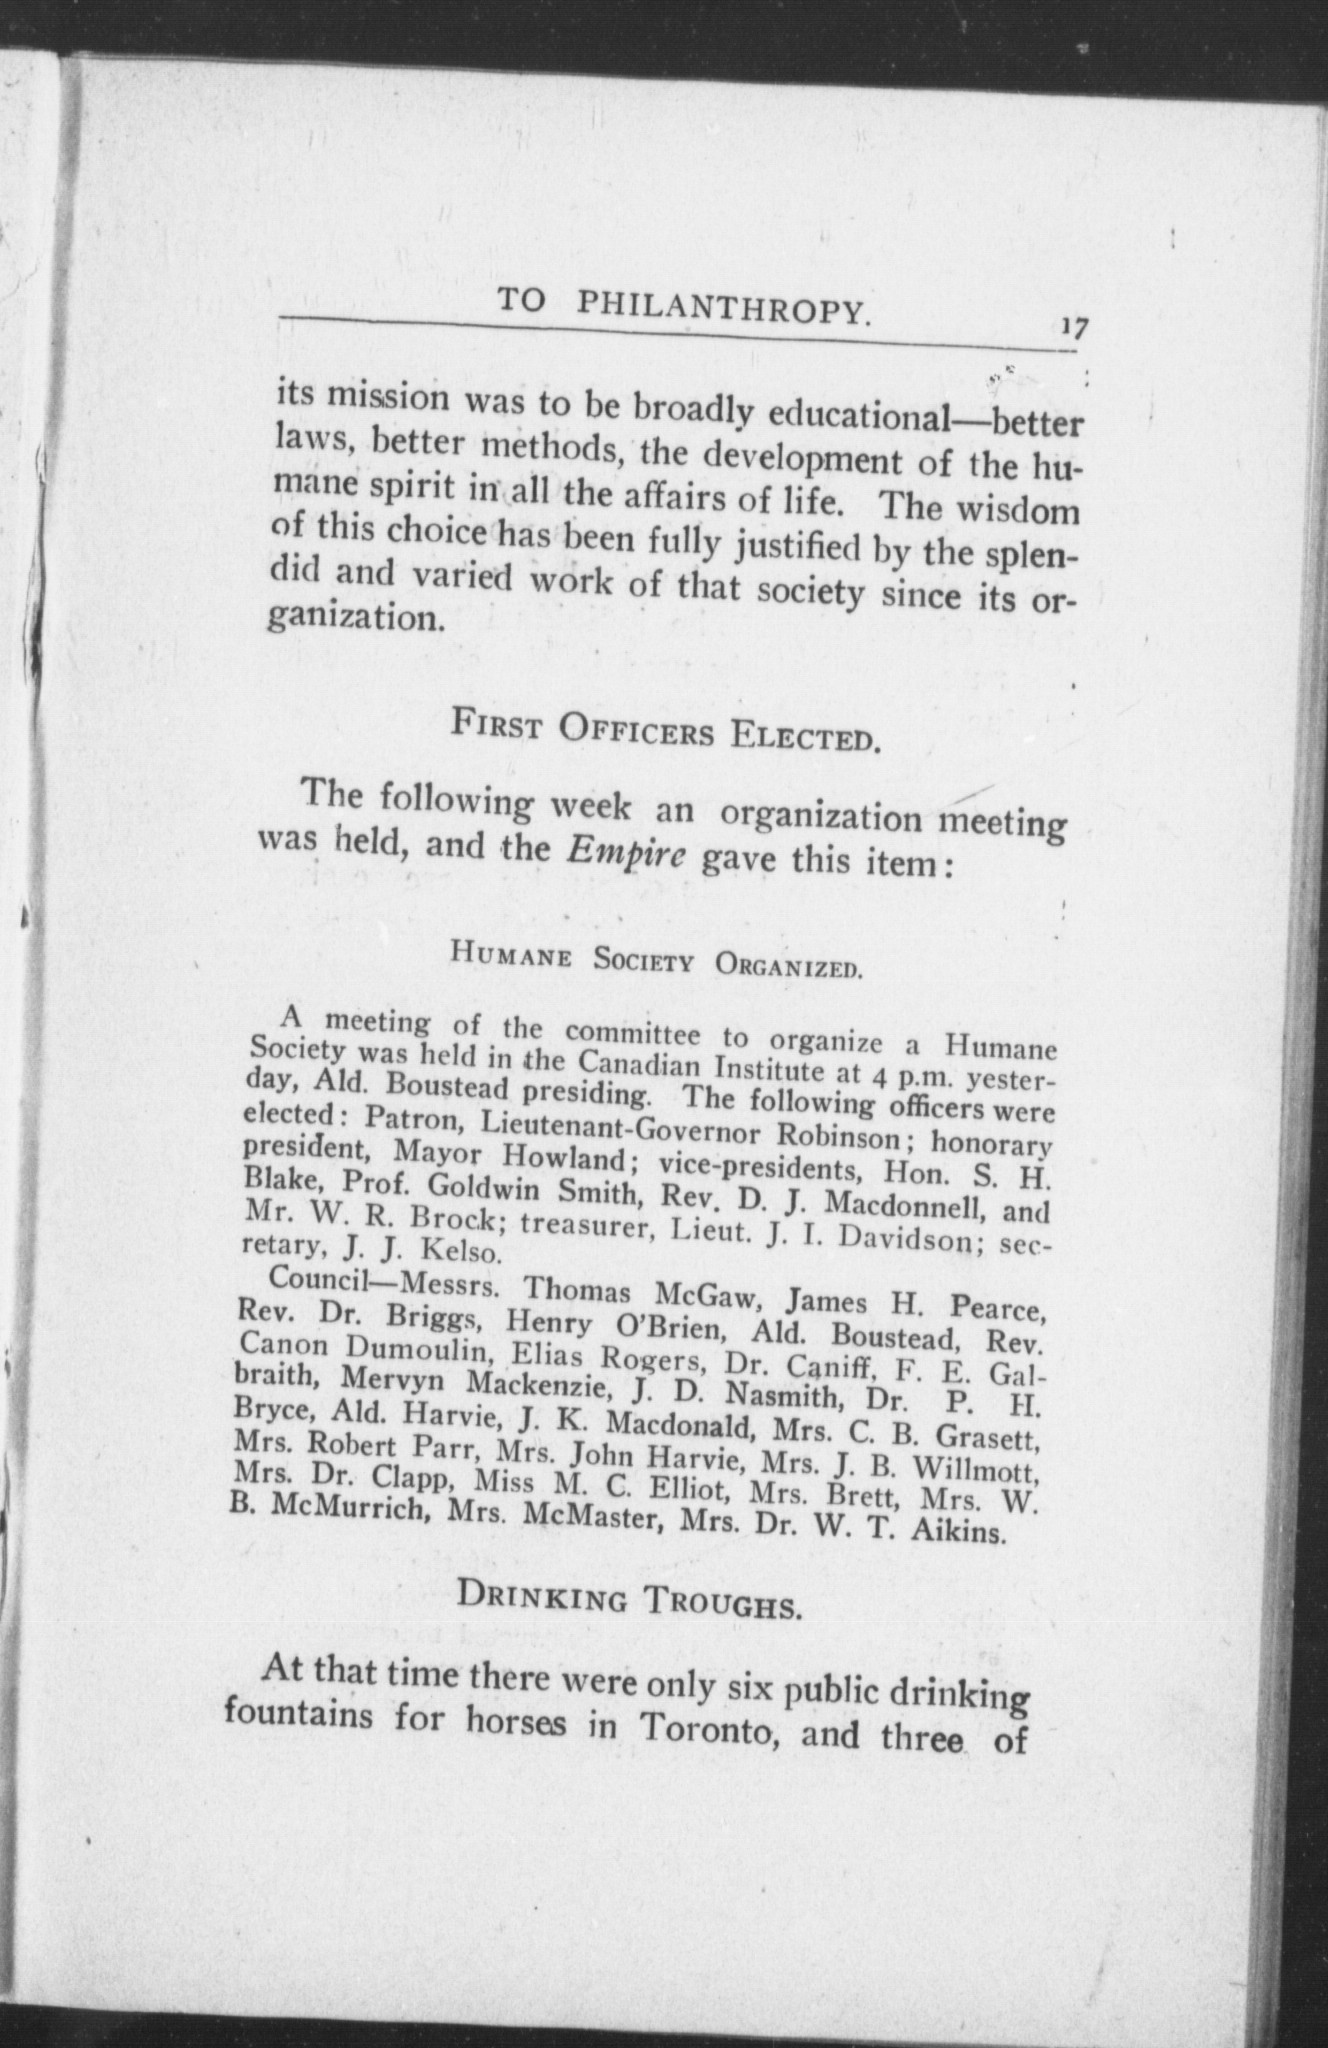 TO PHILANTHROPY.
17
its mission was to be broadly educational—better
laws, better methods, the development of the hu-
mane spirit in all the affairs of life. The wisdom
of this choice has been fully justified by the splen-
did and varied work of that society since its or-
ganization.
FIRST OFFICERS ELECTED.
The following week an organization meeting
was held, and the Empire gave this item:
HUMANE SOCIETY ORGANIZED.
A meeting of the committee to organize a Humane
Society was held in the Canadian Institute at 4 p.m. yester-
day, Ald. Boustead presiding. The following officers were
elected: Patron, Lieutenant-Governor Robinson; honorary
president, Mayor Howland; vice-presidents, Hon. S. H.
Blake, Prof. Goldwin Smith, Rev. D. J. Macdonnell, and
Mr. W. R. Brock; treasurer, Lieut. J. I. Davidson; sec-
retary, J. J. Kelso.
Council—Messrs. Thomas McGaw, James H. Pearce,
Rev. Dr. Briggs, Henry O'Brien, Ald. Boustead, Rev.
Canon Dumoulin, Elias Rogers, Dr. Caniff, F. E. Gal-
braith, Mervyn Mackenzie, J. D. Nasmith, Dr. P. H.
Bryce, Ald. Harvie, J. K. Macdonald, Mrs. C. B. Grasett,
Mrs. Robert Parr, Mrs. John Harvie, Mrs. J. B. Willmott,
Mrs. Dr. Clapp, Miss M. C. Elliot, Mrs. Brett, Mrs. W.
B. McMurrich, Mrs. McMaster, Mrs. Dr. W. T. Aikins.
DRINKING TROUGHS.
At that time there were only six public drinking
fountains for horses in Toronto, and three of